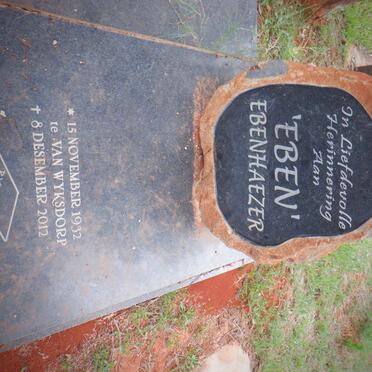 In Liefdevolle
Herinnering
Aan
'EBEN'
EBENHAEZER
* 15 NOVEMBER 1932
te VAN WYKSDORP
✝ 8 DESEMBER 2012